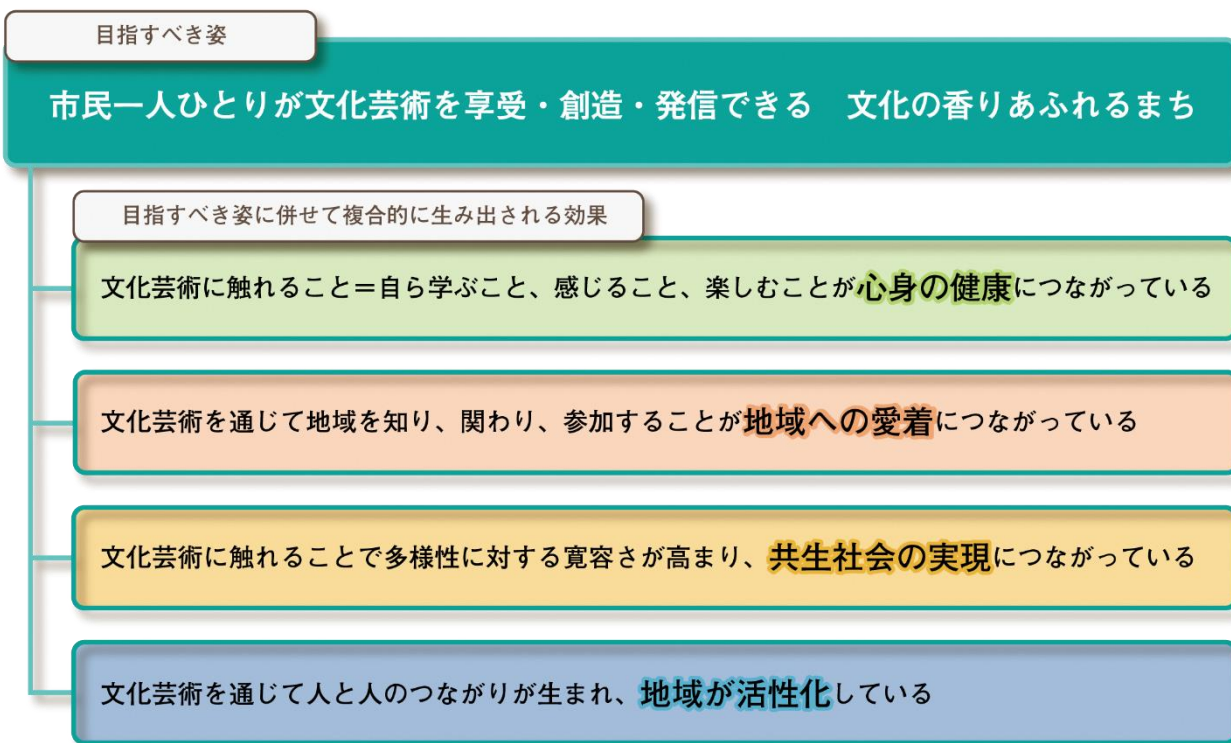 目指すべき姿
市民一人ひとりが文化芸術を享受・創造・発信できる　文化の香りあふれるまち
目指すべき姿に併せて複合的に生み出される効果
文化芸術に触れること＝自ら学ぶこと、感じること、楽しむことが心身の健康につながっている
文化芸術を通じて地域を知り、関わり、参加することが地域への愛着につながっている
文化芸術に触れることで多様性に対する寛容さが高まり、共生社会の実現につながっている
文化芸術を通じて人と人のつながりが生まれ、地域が活性化している